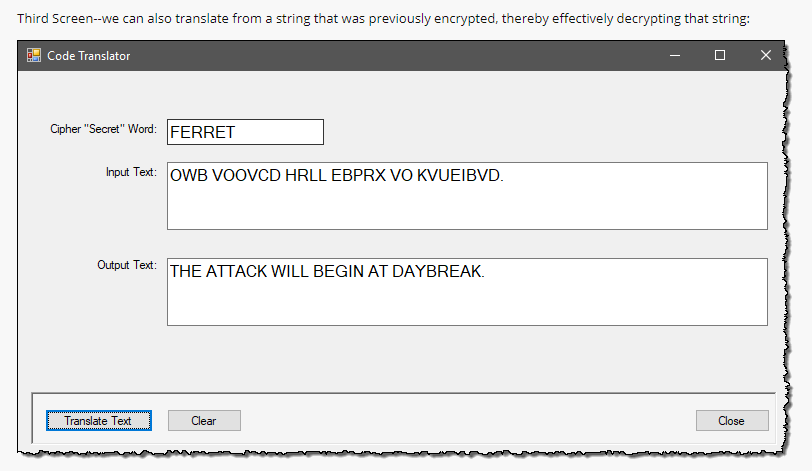 Third Screen--we can also translate from a string that was previously encrypted, thereby effectively decrypting that string:
Code Translator
Cipher "Secret" Word: FERRET
Input Text: OWB VOOVCD HRLL EBPRX VO KVUEIBVD.
Output Text: THE ATTACK WILL BEGIN AT DAYBREAK.
Translate Text Clear Close